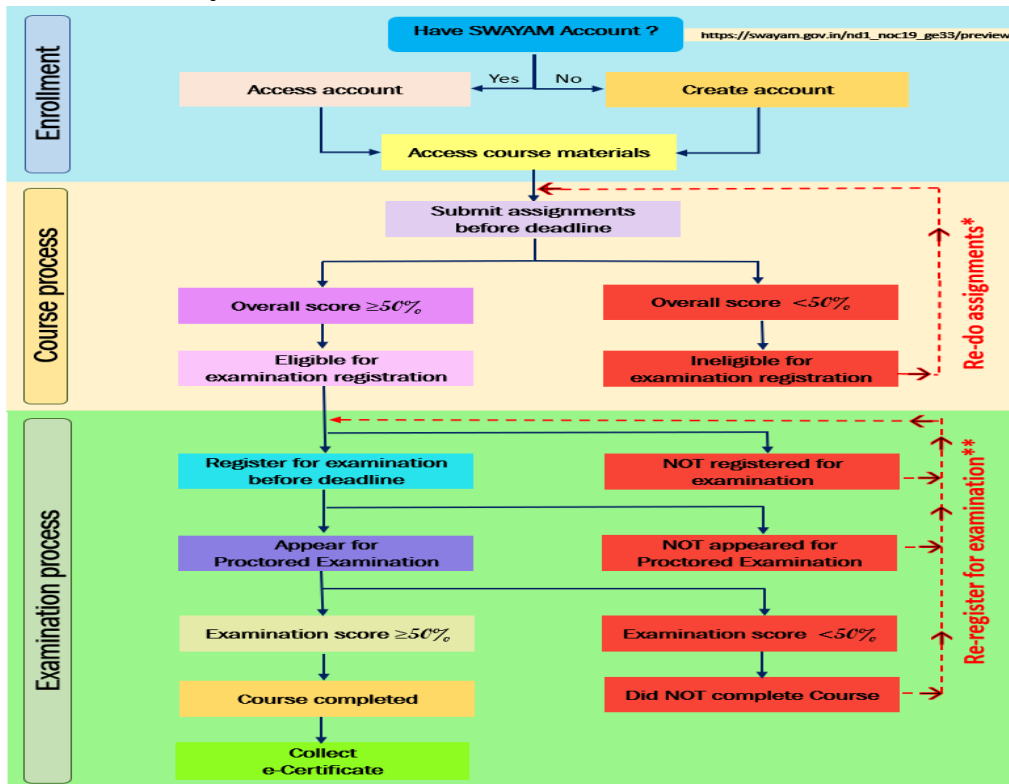 Have SWAYAM Account ?
https://swayam.gov.in/nd1_noc19_ge33/preview
Enrollment
Yes
No
Access account
Create account
Access course materials
Course process
Submit assignments
before deadline
Re-do assignments*
Overall score ≥50%
Overall score <50%
Eligible for
examination registration
Ineligible for
examination registration
Examination process
Register for examination
before deadline
NOT registered for
examination
Re-register for examination**
Appear for
Proctored Examination
NOT appeared for
Proctored Examination
Examination score ≥50%
Examination score <50%
Course completed
Did NOT complete Course
Collect
e-Certificate